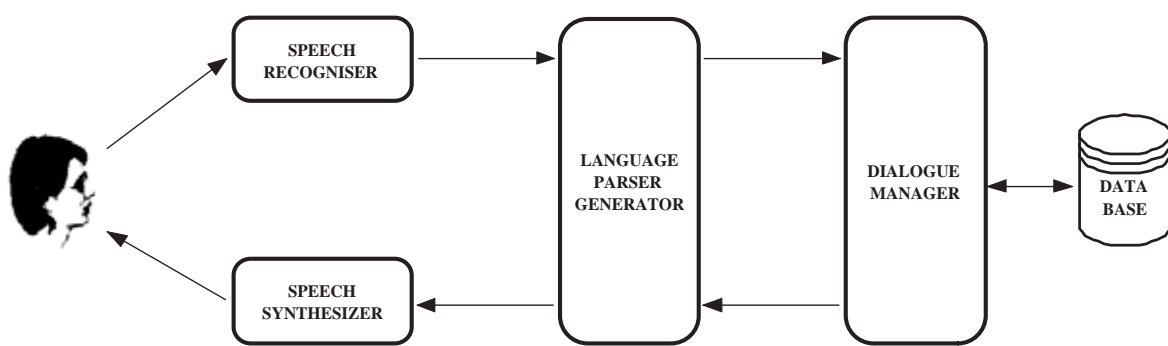 SPEECH
RECOGNISER
LANGUAGE
PARSER
GENERATOR
DIALOGUE
MANAGER
DATA
BASE
SPEECH
SYNTHESIZER